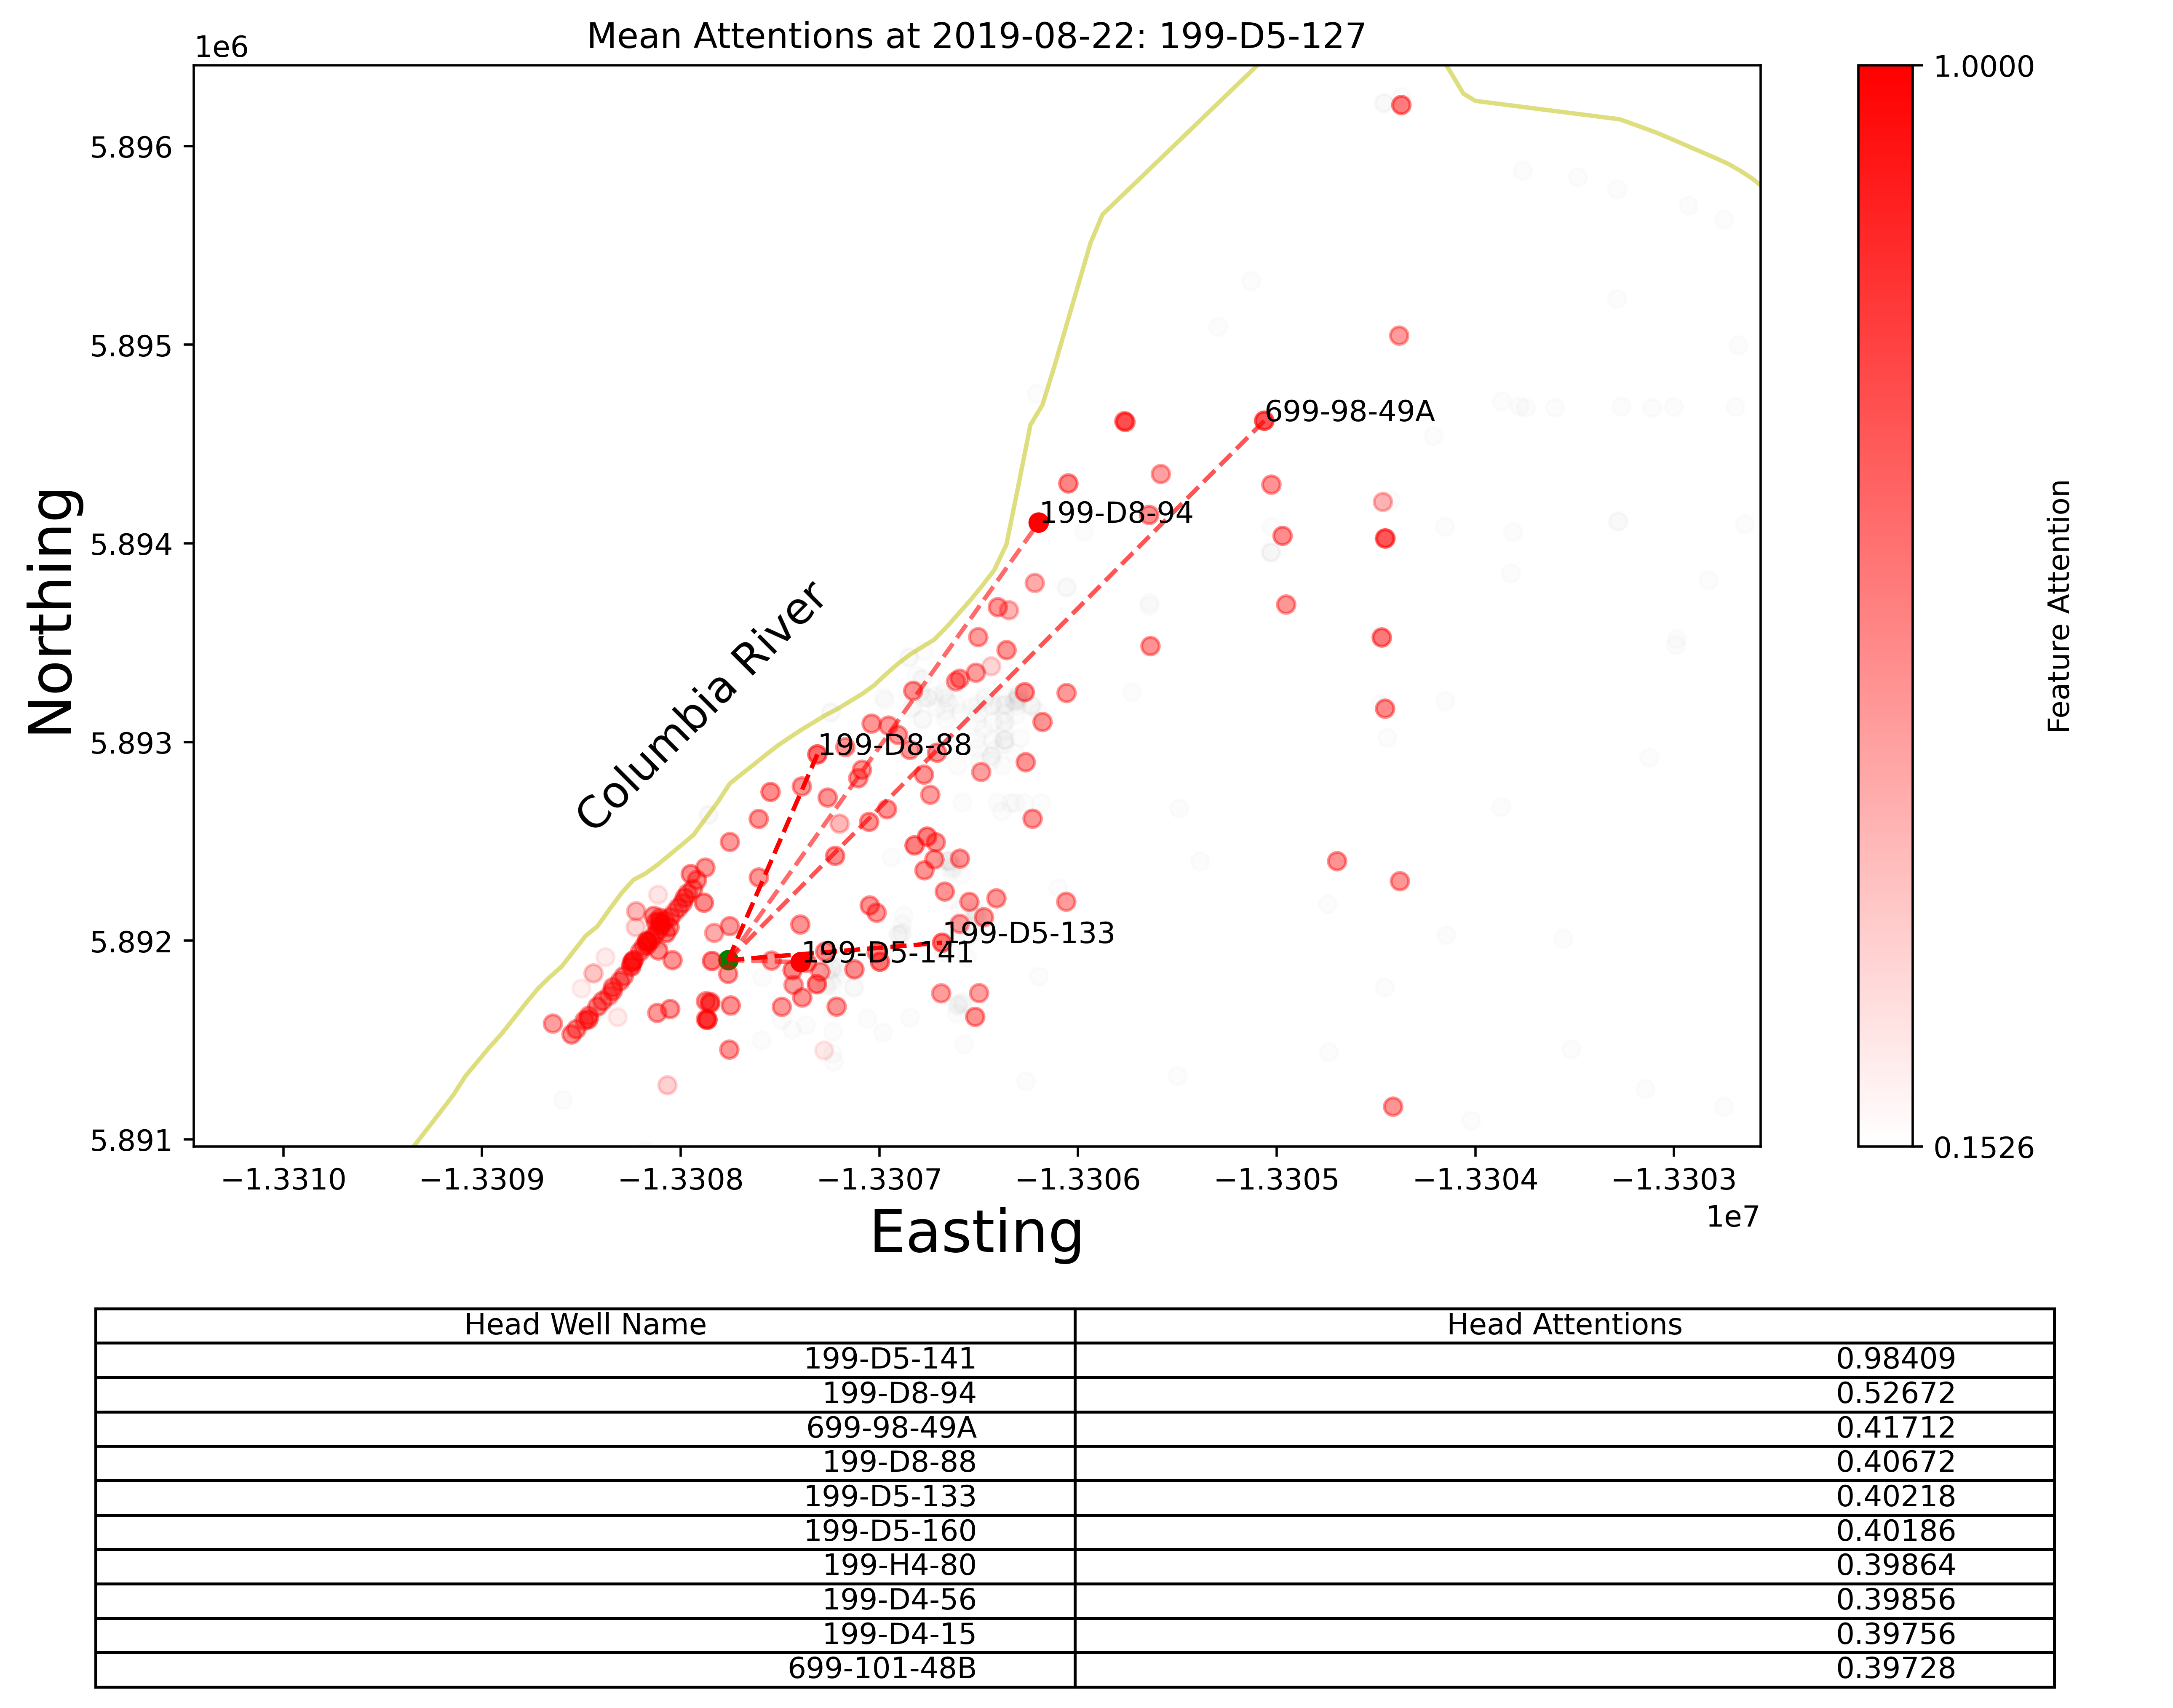 Mean Attentions at 2019-08-22: 199-D5-127
1e6
5.896
5.895
5.894
5.893
5.892
5.891
Northing
Columbia River
699-98-49A
199-D8-94
199-D8-88
199-D5-133
199-D5-141
−1.3310 −1.3309 −1.3308 −1.3307 −1.3306 −1.3305 −1.3304 −1.3303
1e7
Easting
1.0000
Feature Attention
0.1526
Head Well Name Head Attentions
199-D5-141 0.98409
199-D8-94 0.52672
699-98-49A 0.41712
199-D8-88 0.40672
199-D5-133 0.40218
199-D5-160 0.40186
199-H4-80 0.39864
199-D4-56 0.39856
199-D4-15 0.39756
699-101-48B 0.39728